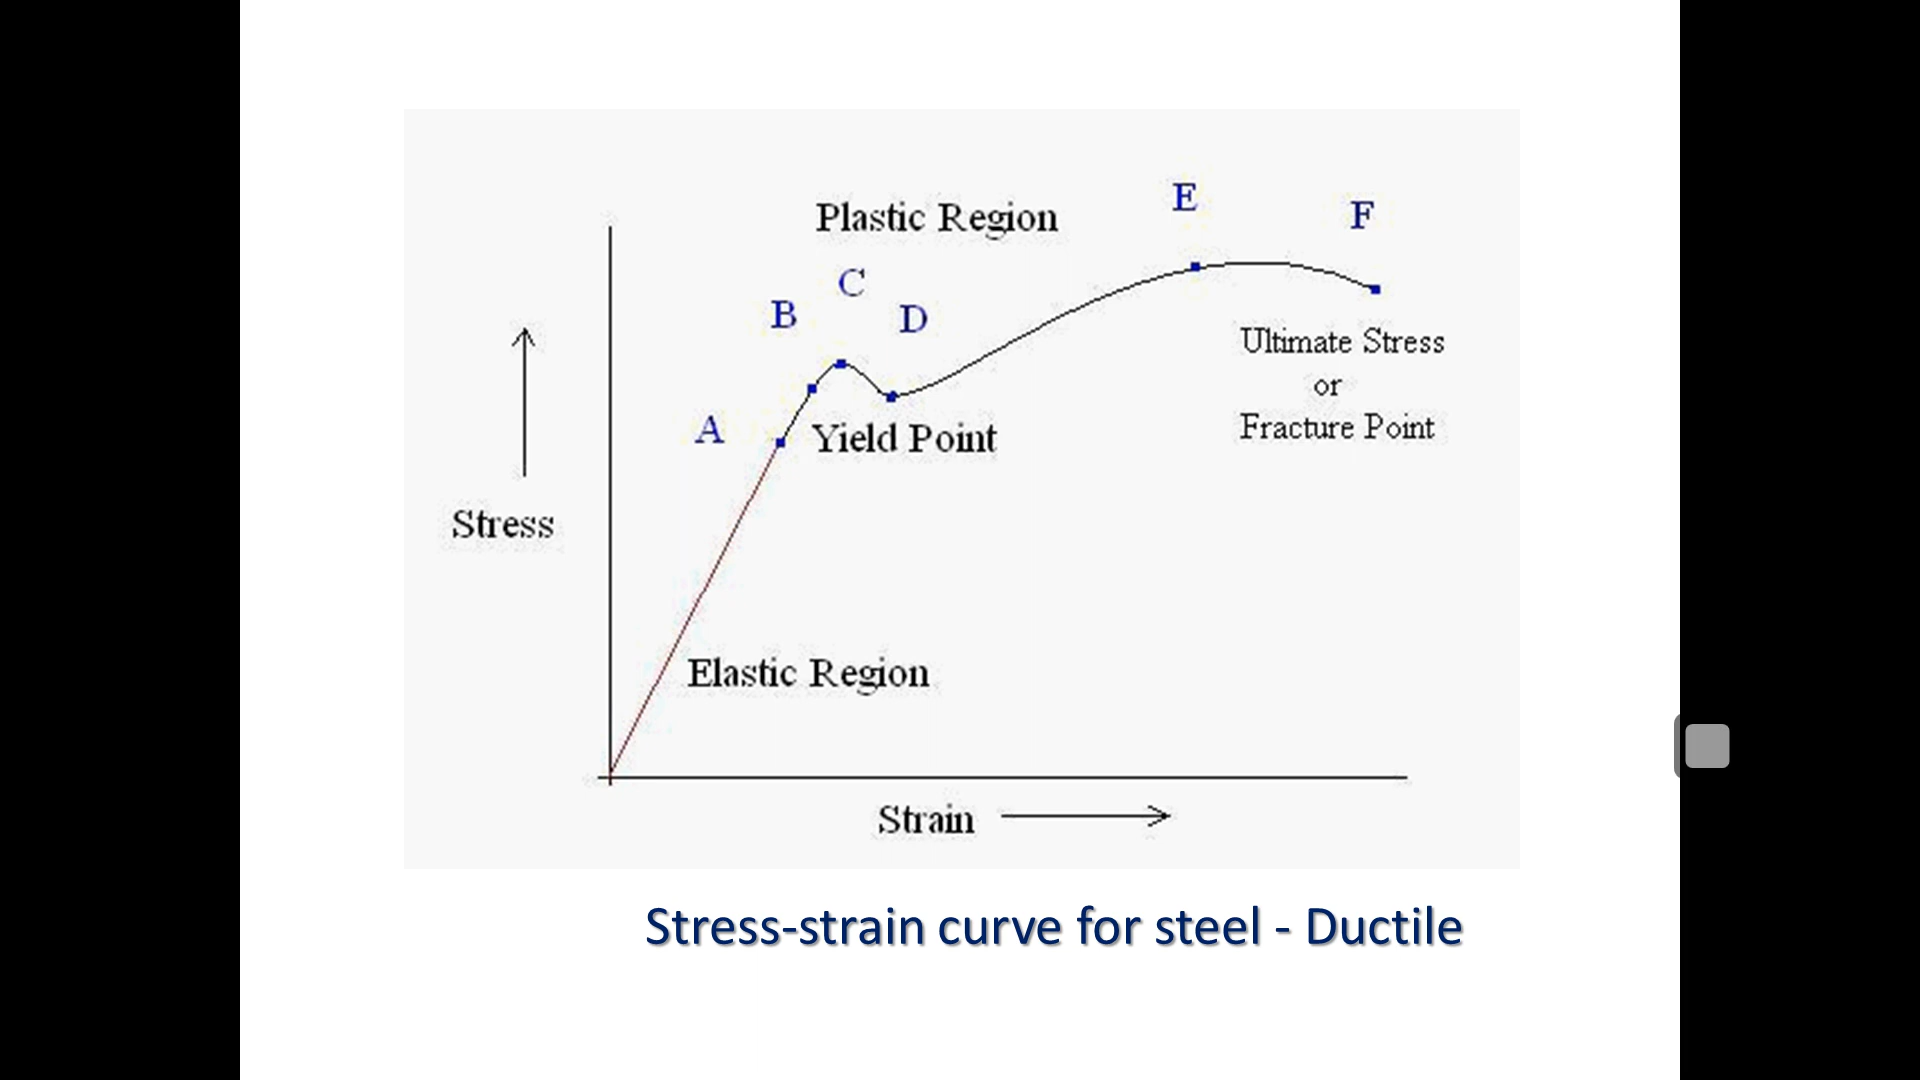 E
Plastic Region
F
C
B
D
Ultimate Stress
or
A
Yield Point
Fracture Point
Stress
Elastic Region
Strain
Stress-strain curve for steel - Ductile